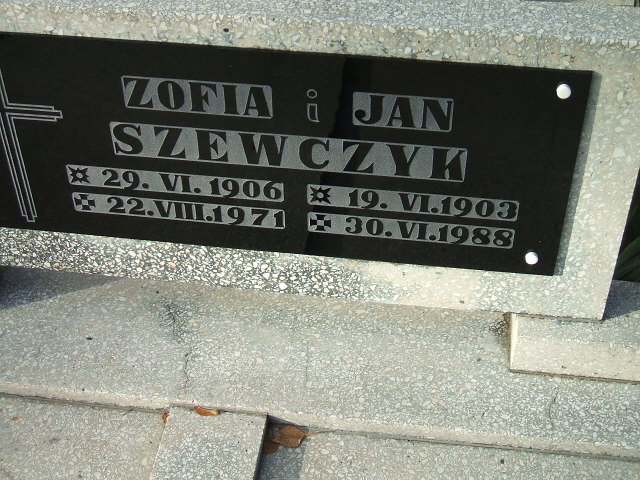 ZOFIA i JAN
SZEWCZYK
29. VI. 1906 19. VI. 1903
22. VIII. 1971 30. VI. 1988